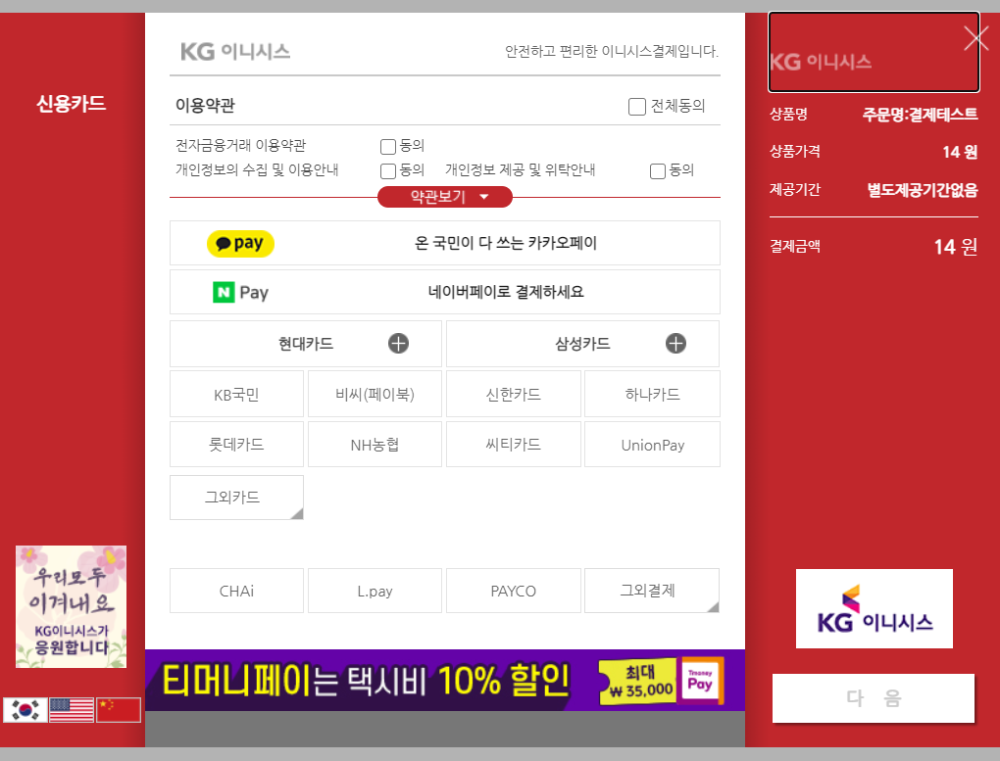 신용카드
우리모두
이겨내요
KG이니시스가
응원합니다
KG 이니시스
안전하고 편리한 이니시스결제입니다.
이용약관
전체동의
전자금융거래 이용약관 동의
개인정보의 수집 및 이용안내 동의 개인정보 제공 및 위탁안내 동의
약관보기
pay 온 국민이 다 쓰는 카카오페이
N Pay 네이버페이로 결제하세요
현대카드 삼성카드
KB국민 비씨(페이북) 신한카드 하나카드
롯데카드 NH농협 씨티카드 UnionPay
그외카드
CHAi L.pay PAYCO 그외결제
티머니페이는 택시비 10% 할인
최대
₩35,000
Tmoney
Pay
KG 이니시스
상품명 주문명:결제테스트
상품가격 14 원
제공기간 별도제공기간없음
결제금액 14 원
KG 이니시스
다 음